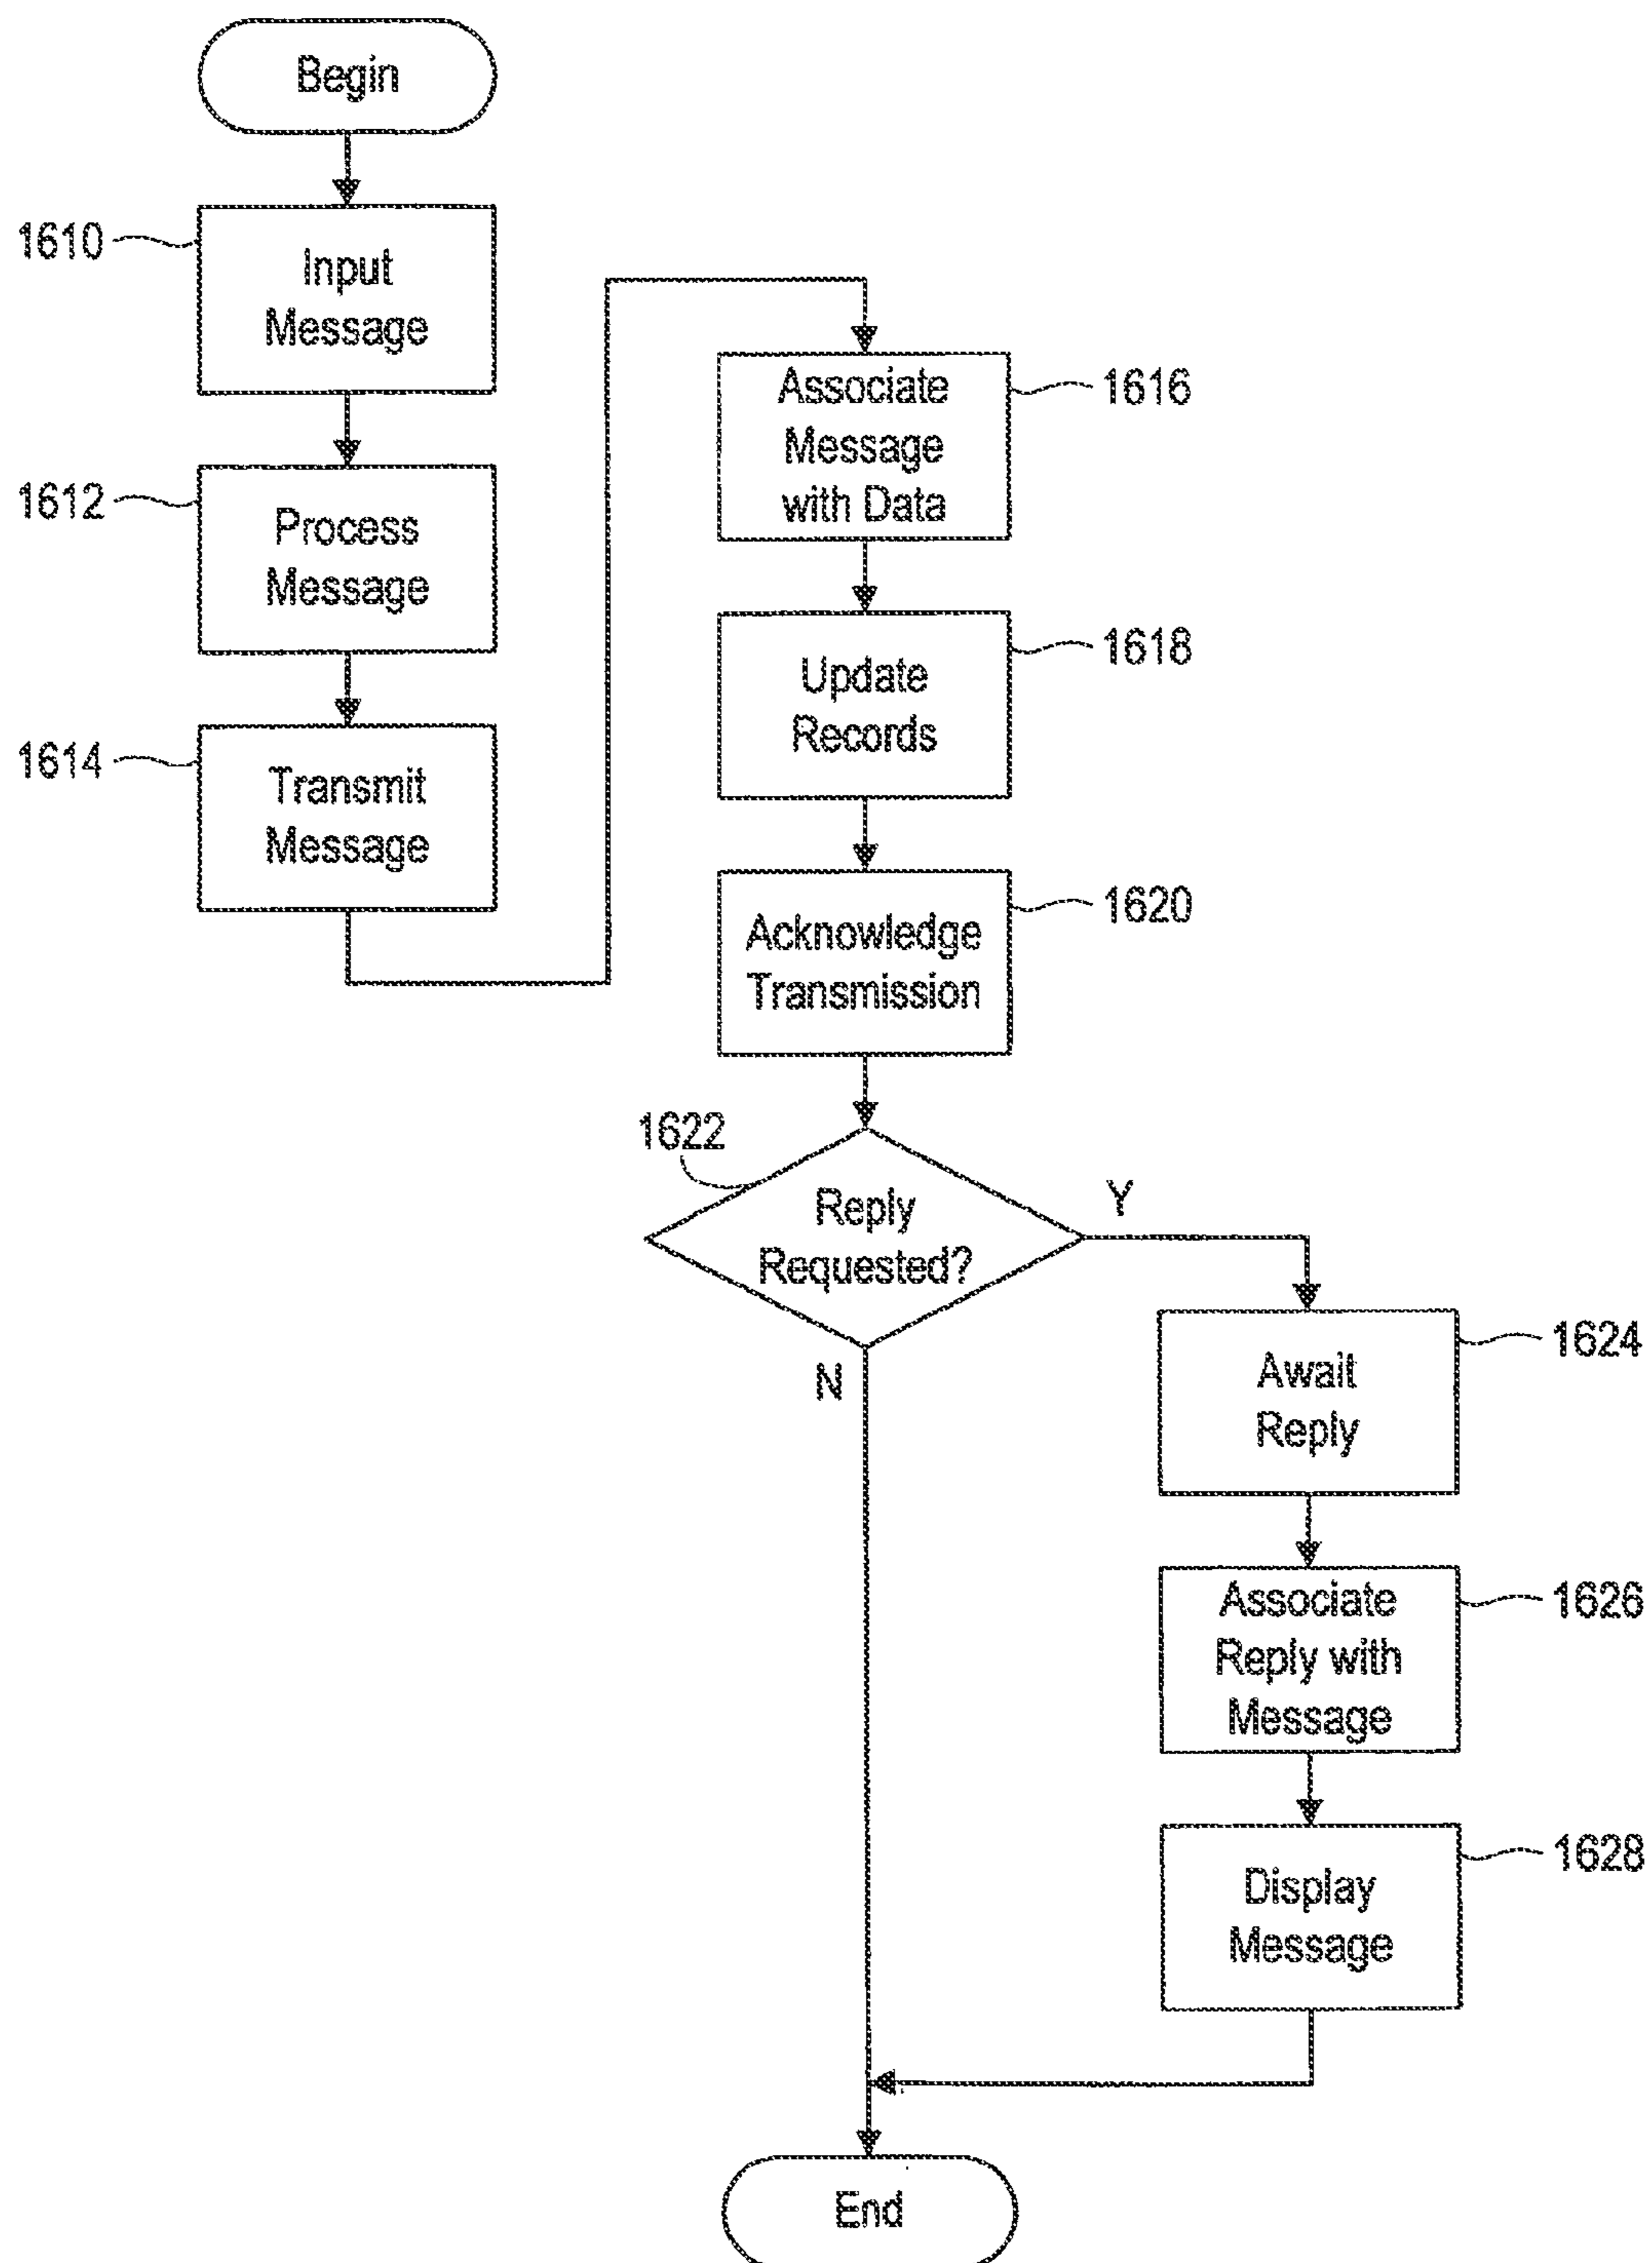 Begin
1610
Input
Message
1612
Process
Message
1614
Transmit
Message
Associate
Message
with Data
1616
Update
Records
1618
Acknowledge
Transmission
1620
1622
Reply
Requested?
Y
N
Await
Reply
1624
Associate
Reply with
Message
1626
Display
Message
1628
End